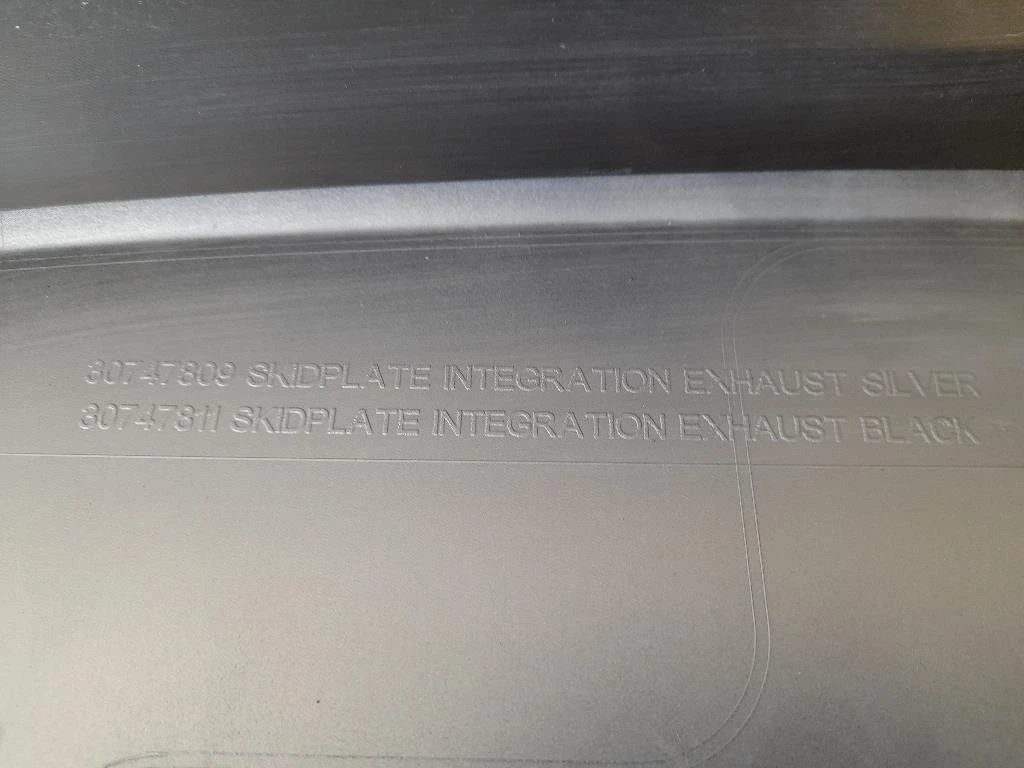 30747809 SKIDPLATE INTEGRATION EXHAUST SILVER
30747811 SKIDPLATE INTEGRATION EXHAUST BLACK